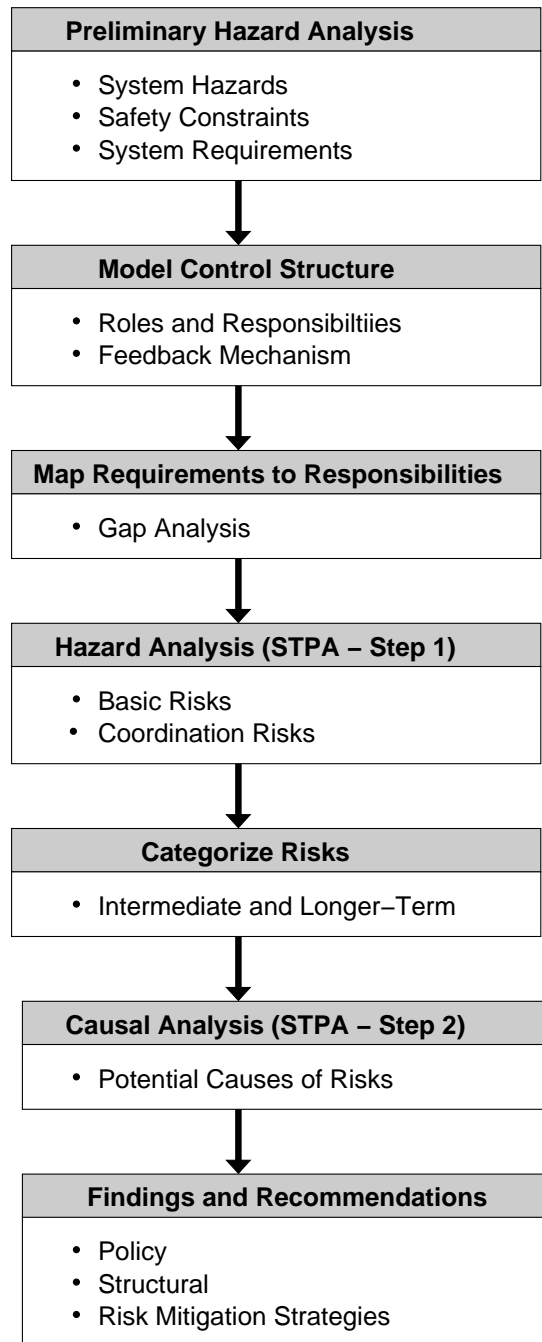 Preliminary Hazard Analysis
• System Hazards
• Safety Constraints
• System Requirements
Model Control Structure
• Roles and Responsibiltiies
• Feedback Mechanism
Map Requirements to Responsibilities
• Gap Analysis
Hazard Analysis (STPA − Step 1)
• Basic Risks
• Coordination Risks
Categorize Risks
• Intermediate and Longer−Term
Causal Analysis (STPA − Step 2)
• Potential Causes of Risks
Findings and Recommendations
• Policy
• Structural
• Risk Mitigation Strategies